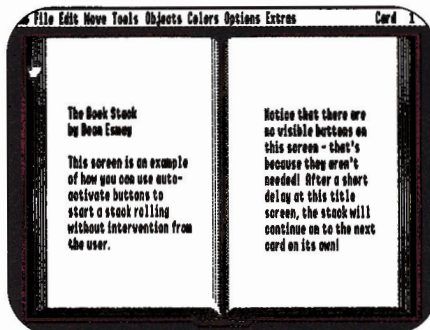 File Edit Move Tools Objects Colors Options Extras Card 1
The Book Stack
by Dean Esmay
This screen is an example
of how you can use auto-
activate buttons to
start a stack rolling
without intervention from
the user.
Notice that there are
no visible buttons on
this screen - that's
because they aren't
needed! After a short
delay at this title
screen, the stack will
continue on to the next
card on its own!